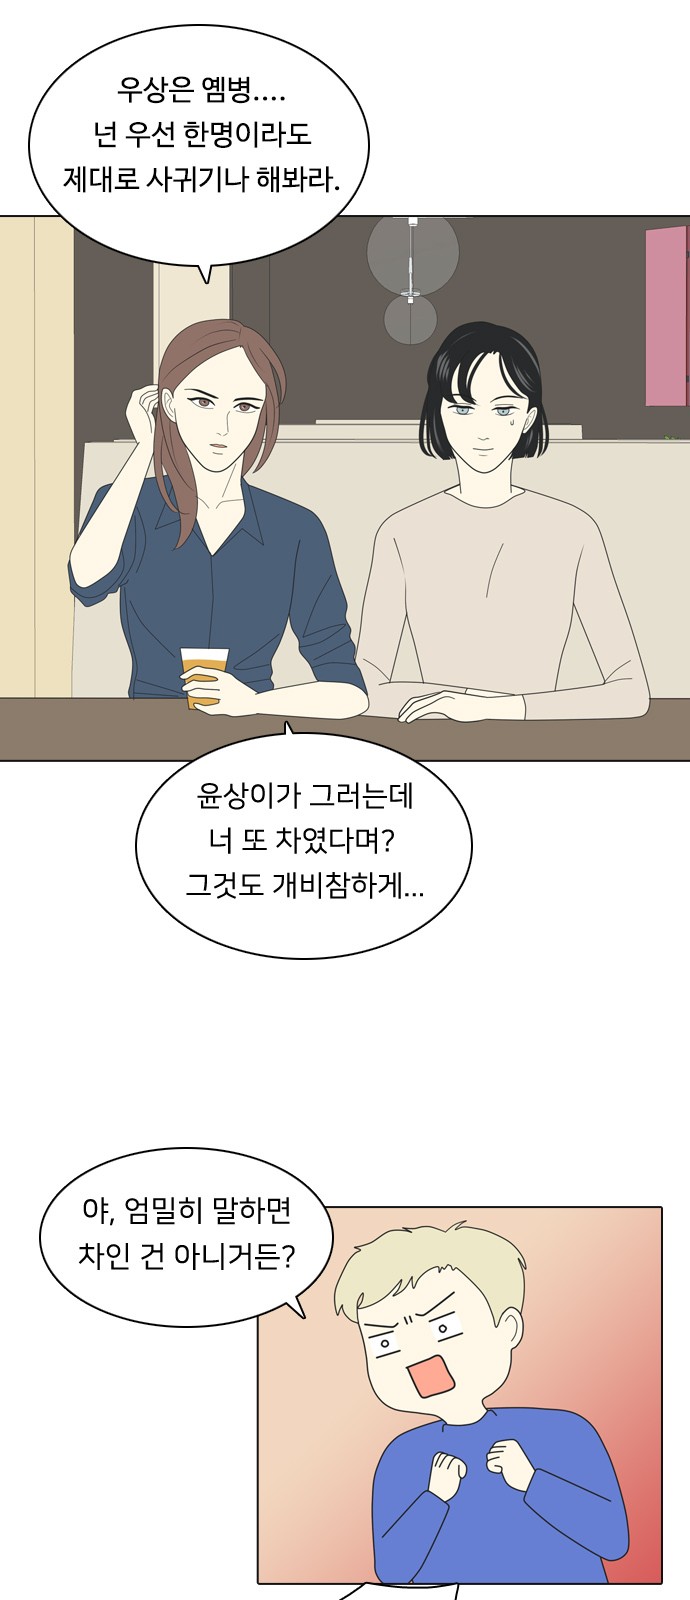 우상은 옘병....
넌 우선 한명이라도
제대로 사귀기나 해봐라.
윤상이가 그러는데
너 또 차였다며?
그것도 개비참하게...
야, 엄밀히 말하면
차인 건 아니거든?